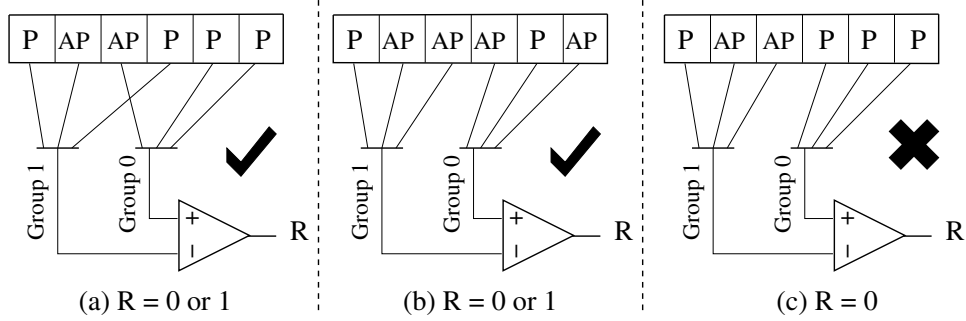 P AP AP P P P
Group 1
Group 0
+
−
R
(a) R = 0 or 1
P AP AP AP P AP
Group 1
Group 0
+
−
R
(b) R = 0 or 1
P AP AP P P P
Group 1
Group 0
+
−
R
(c) R = 0